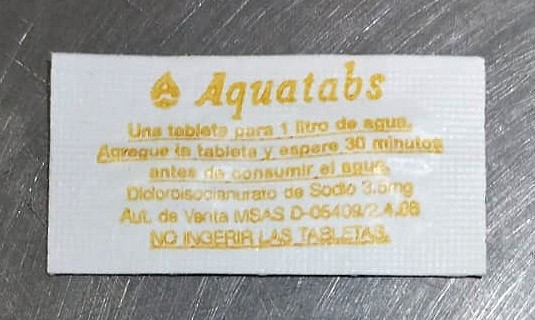 Aquatabs
Una tableta para 1 litro de agua.
Agregue la tableta y espere 30 minutos
antes de consumir el agua.
Dicloroisocianurato de Sodio 3.5mg
Aut. de Venta MSAS D-05409/2.4.08
NO INGERIR LAS TABLETAS.